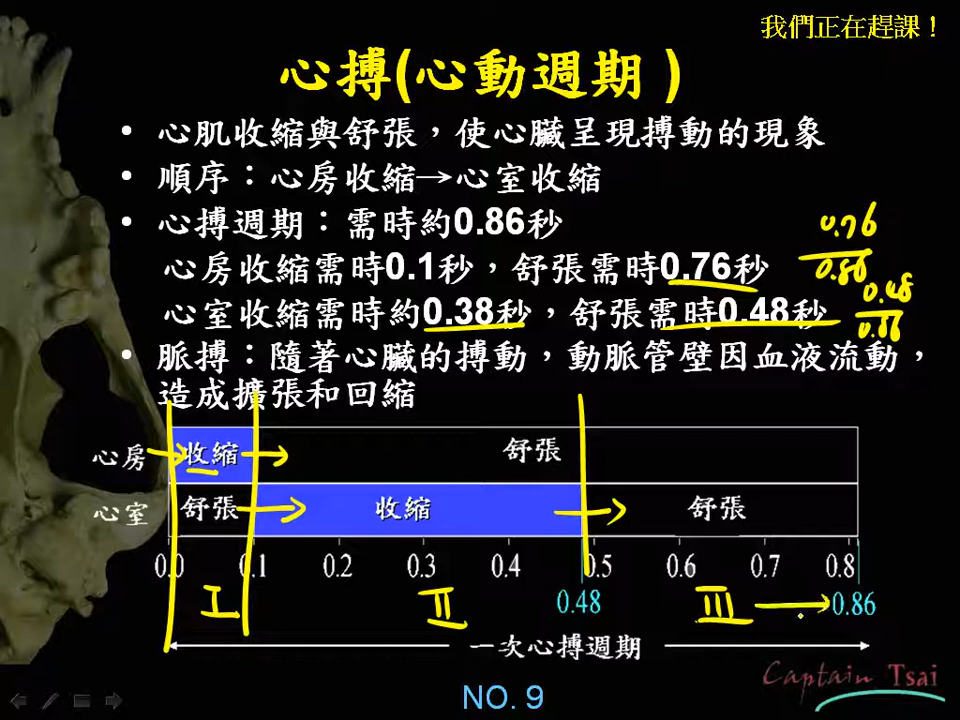 我們正在趕課！
心搏(心動週期 )
• 心肌收縮與舒張，使心臟呈現搏動的現象
• 順序：心房收縮→心室收縮
• 心搏週期：需時約0.86秒
心房收縮需時0.1秒，舒張需時0.76秒
心室收縮需時約0.38秒，舒張需時0.48秒
0.76
0.86
0.48
0.86
• 脈搏：隨著心臟的搏動，動脈管壁因血液流動，
造成擴張和回縮
心房 收縮 舒張
心室 舒張 收縮 舒張
0.0 0.1 0.2 0.3 0.4 0.5 0.6 0.7 0.8
I II 0.48 III 0.86
一次心搏週期
Captain Tsai
NO. 9